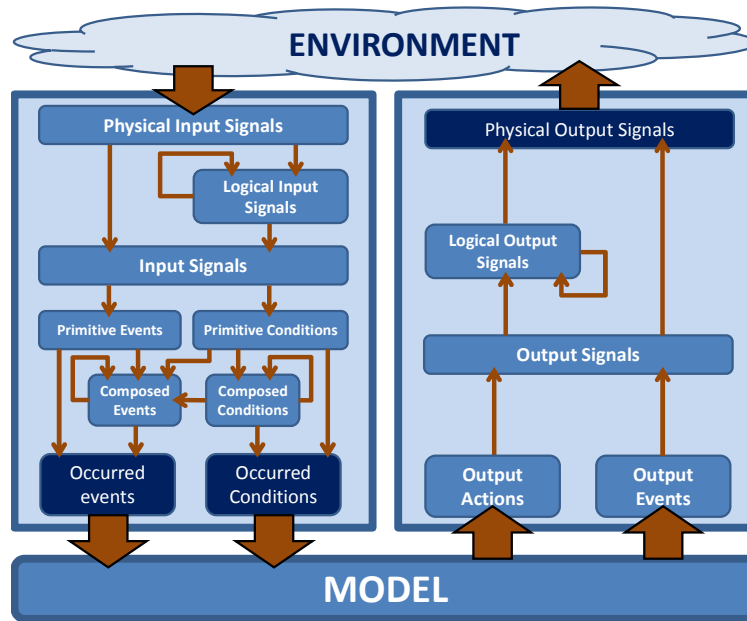 ENVIRONMENT
Physical Input Signals
Logical Input
Signals
Input Signals
Primitive Events
Primitive Conditions
Composed
Events
Composed
Conditions
Occurred
events
Occurred
Conditions
Physical Output Signals
Logical Output
Signals
Output Signals
Output
Actions
Output
Events
MODEL